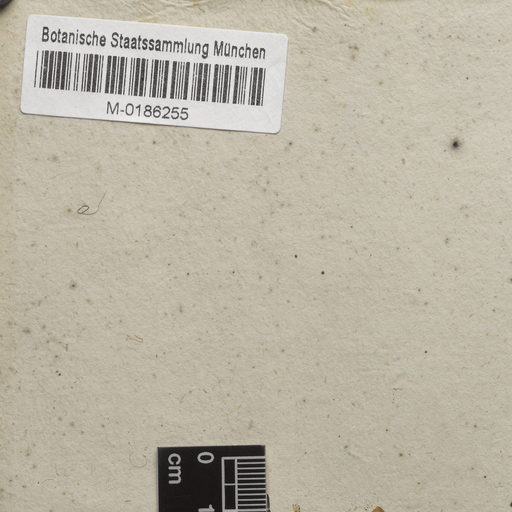 Botanische Staatssammlung München
M-0186255
0
cm